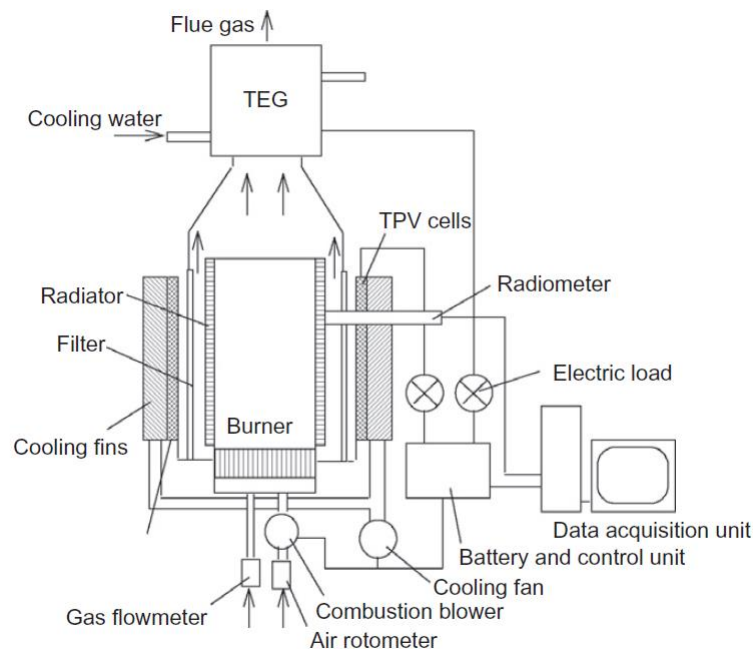 Flue gas
TEG
Cooling water
TPV cells
Radiator
Radiometer
Filter
Electric load
Burner
Cooling fins
Data acquisition unit
Battery and control unit
Cooling fan
Gas flowmeter
Combustion blower
Air rotometer